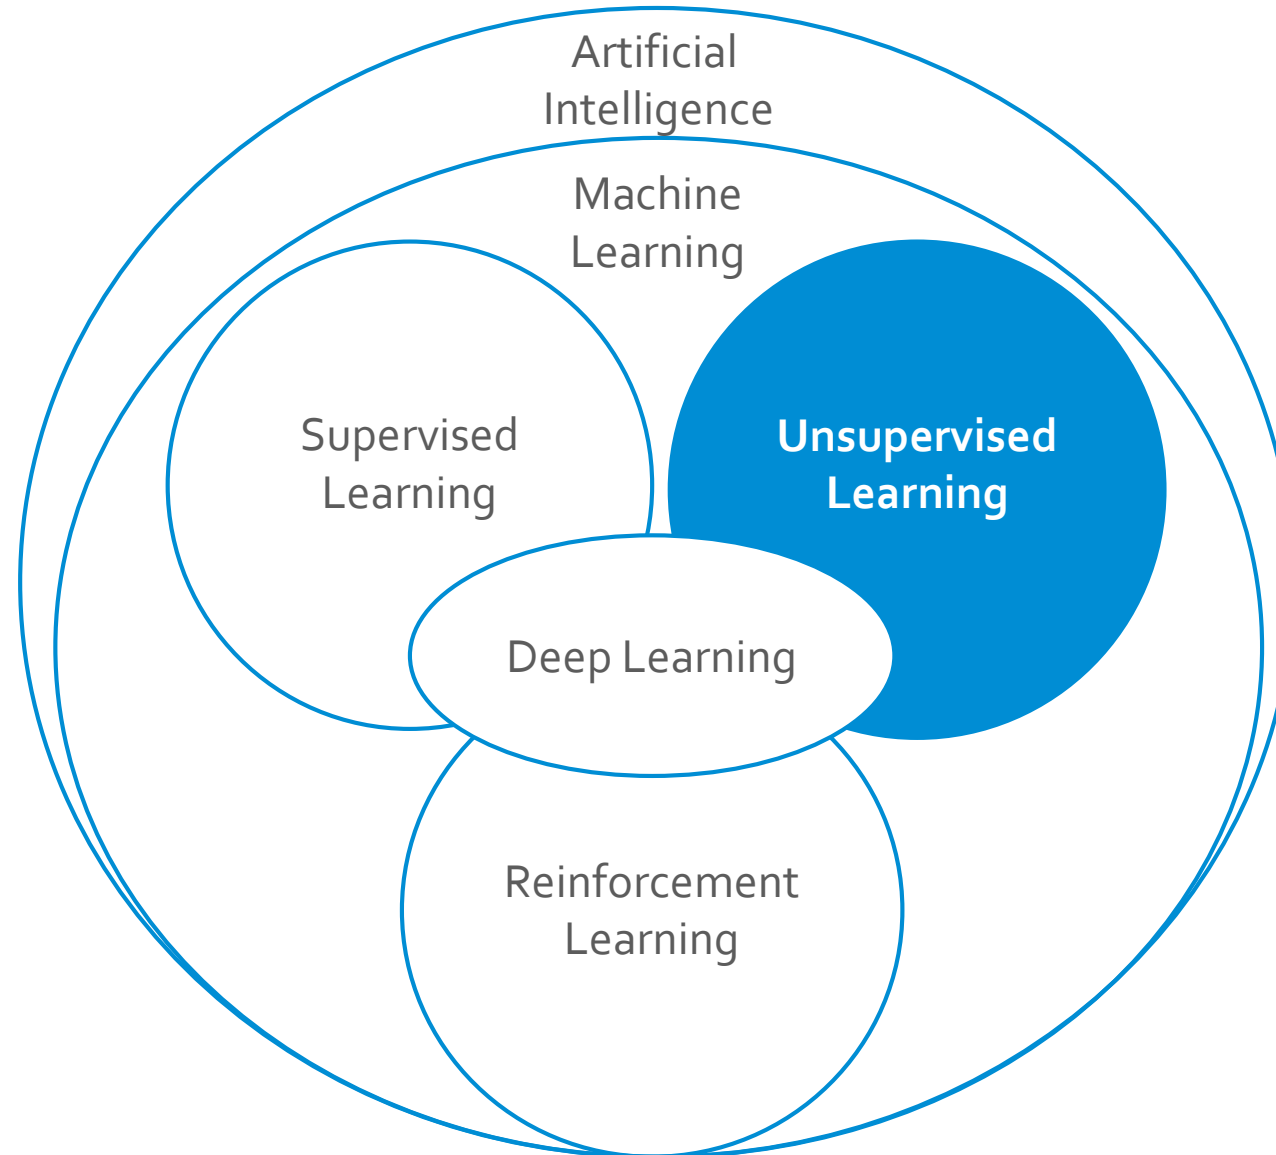 Artificial
Intelligence
Machine
Learning
Supervised
Learning
Unsupervised
Learning
Deep Learning
Reinforcement
Learning